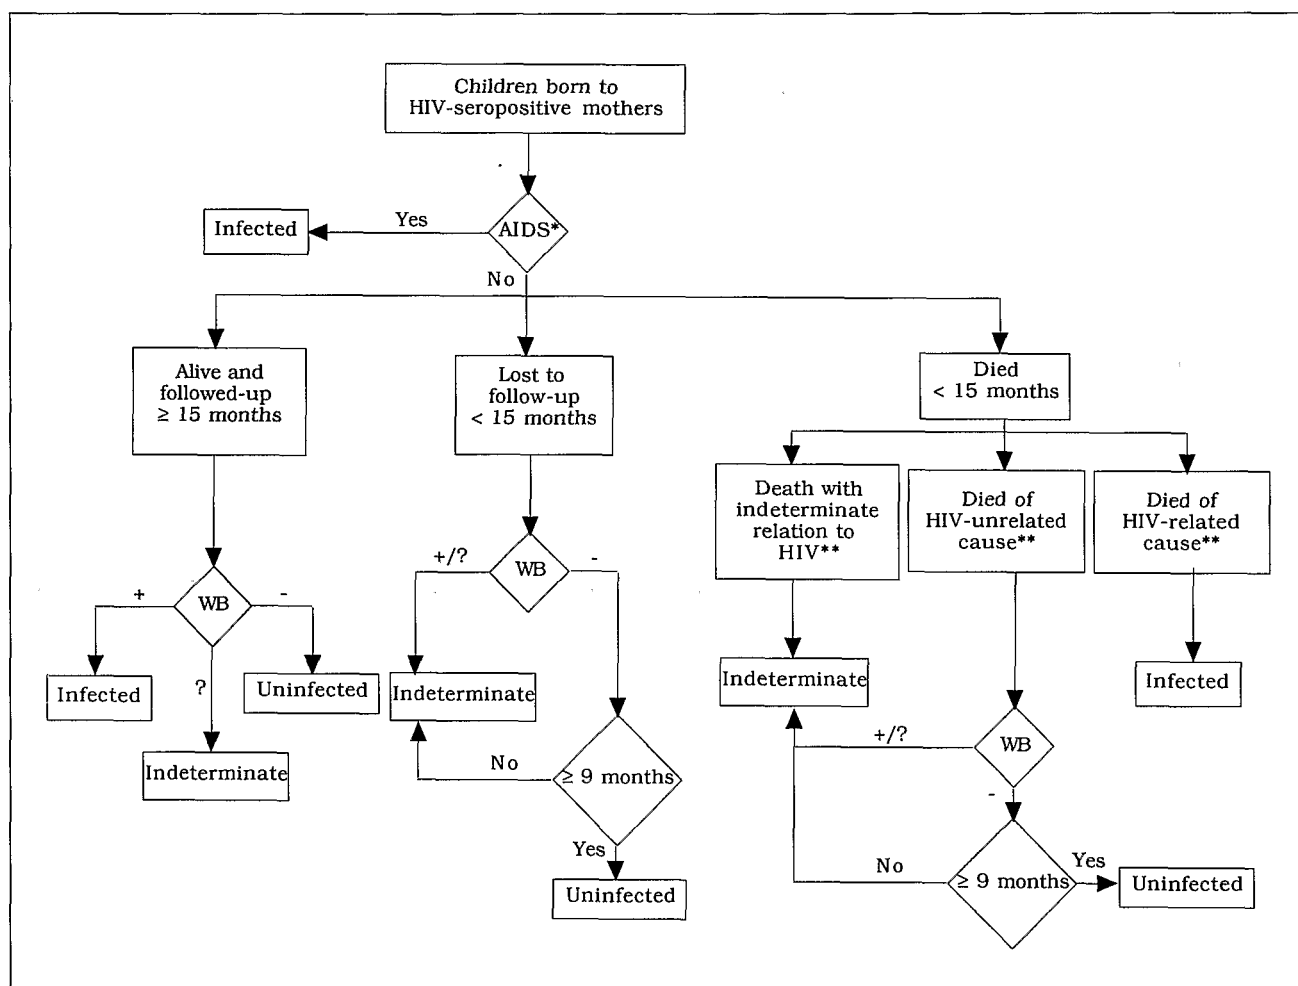 Children born to
HIV-seropositive mothers
AIDS*
Yes
Infected
No
Alive and
followed-up
≥ 15 months
Lost to
follow-up
< 15 months
Died
< 15 months
Death with
indeterminate
relation to
HIV**
Died of
HIV-unrelated
cause**
Died of
HIV-related
cause**
+
WB
-
?
Infected
Uninfected
Indeterminate
+/?
WB
-
Indeterminate
No
≥ 9 months
Yes
Uninfected
Indeterminate
Infected
+/?
WB
-
No
≥ 9 months
Yes
Uninfected